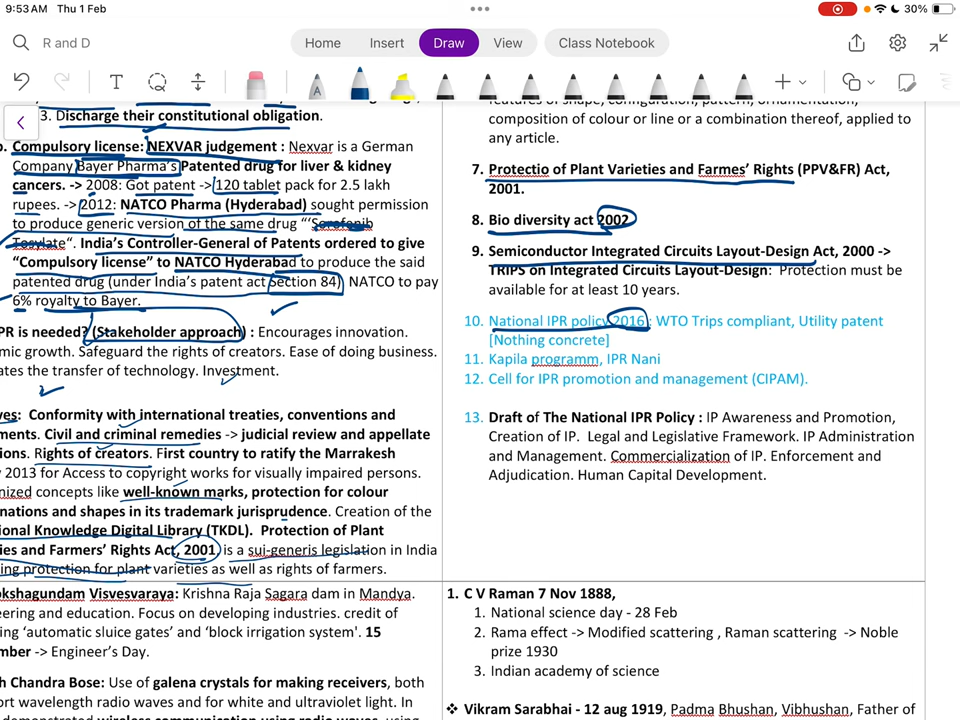 9:53 AM Thu 1 Feb
30%
R and D
Home Insert Draw View Class Notebook
3. Discharge their constitutional obligation.
Compulsory license: NEXVAR judgement : Nexvar is a German
Company Bayer Pharma's Patented drug for liver & kidney
cancers. -> 2008: Got patent -> 120 tablet pack for 2.5 lakh
rupees. -> 2012: NATCO Pharma (Hyderabad) sought permission
to produce generic version of the same drug "'Sorofenib
Tosylate". India's Controller-General of Patents ordered to give
"Compulsory license" to NATCO Hyderabad to produce the said
patented drug (under India's patent act Section 84) NATCO to pay
6% royalty to Bayer.
PR is needed? (Stakeholder approach) : Encourages innovation.
mic growth. Safeguard the rights of creators. Ease of doing business.
ates the transfer of technology. Investment.
ves: Conformity with international treaties, conventions and
ments. Civil and criminal remedies -> judicial review and appellate
ions. Rights of creators. First country to ratify the Marrakesh
2013 for Access to copyright works for visually impaired persons.
nized concepts like well-known marks, protection for colour
nations and shapes in its trademark jurisprudence. Creation of the
ional Knowledge Digital Library (TKDL). Protection of Plant
ies and Farmers' Rights Act, 2001 is a sui-generis legislation in India
ing protection for plant varieties as well as rights of farmers.
okshagundam Visvesvaraya: Krishna Raja Sagara dam in Mandya.
eering and education. Focus on developing industries. credit of
ing 'automatic sluice gates' and 'block irrigation system'. 15
mber -> Engineer's Day.
h Chandra Bose: Use of galena crystals for making receivers, both
ort wavelength radio waves and for white and ultraviolet light. In
demonstrated wireless communication using radio waves, using
features of shape, configuration, pattern, ornamentation,
composition of colour or line or a combination thereof, applied to
any article.
7. Protectio of Plant Varieties and Farmes' Rights (PPV&FR) Act,
2001.
8. Bio diversity act 2002
9. Semiconductor Integrated Circuits Layout-Design Act, 2000 ->
TRIPS on Integrated Circuits Layout-Design: Protection must be
available for at least 10 years.
10. National IPR policy 2016: WTO Trips compliant, Utility patent
[Nothing concrete]
11. Kapila programm, IPR Nani
12. Cell for IPR promotion and management (CIPAM).
13. Draft of The National IPR Policy : IP Awareness and Promotion,
Creation of IP. Legal and Legislative Framework. IP Administration
and Management. Commercialization of IP. Enforcement and
Adjudication. Human Capital Development.
1. C V Raman 7 Nov 1888,
1. National science day - 28 Feb
2. Rama effect -> Modified scattering , Raman scattering -> Noble
prize 1930
3. Indian academy of science
❖ Vikram Sarabhai - 12 aug 1919, Padma Bhushan, Vibhushan, Father of